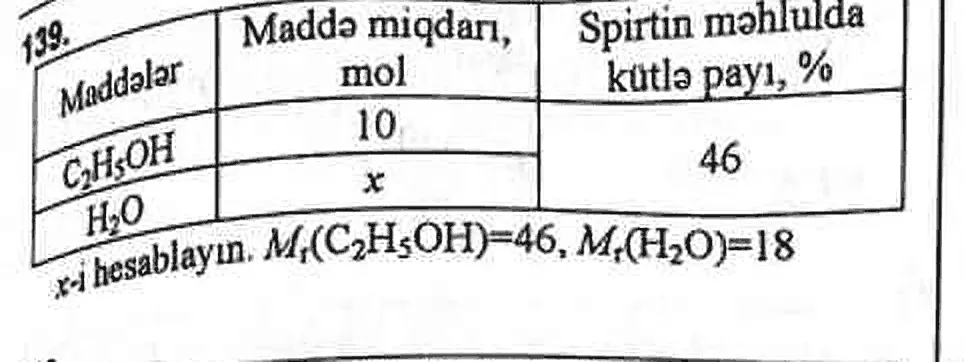 139.
Maddələr
Maddə miqdarı,
mol
Spirtin məhlulda
kütlə payı, %
C₂H₅OH
10
46
H₂O
x
x-i hesablayın. Mᵣ(C₂H₅OH)=46, Mᵣ(H₂O)=18